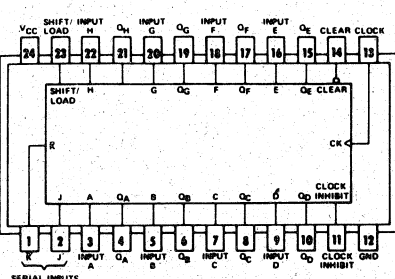 VCC SHIFT/LOAD INPUT H QH INPUT G QG INPUT F QF INPUT E QE CLEAR CLOCK
24 23 22 21 20 19 18 17 16 15 14 13
SHIFT/LOAD H G QG F QF E QE CLEAR
R CK
J A QA B QB C QC D QD CLOCK INHIBIT
1 2 3 4 5 6 7 8 9 10 11 12
R J INPUT A QA INPUT B QB INPUT C QC INPUT D QD CLOCK INHIBIT GND
SERIAL INPUTS